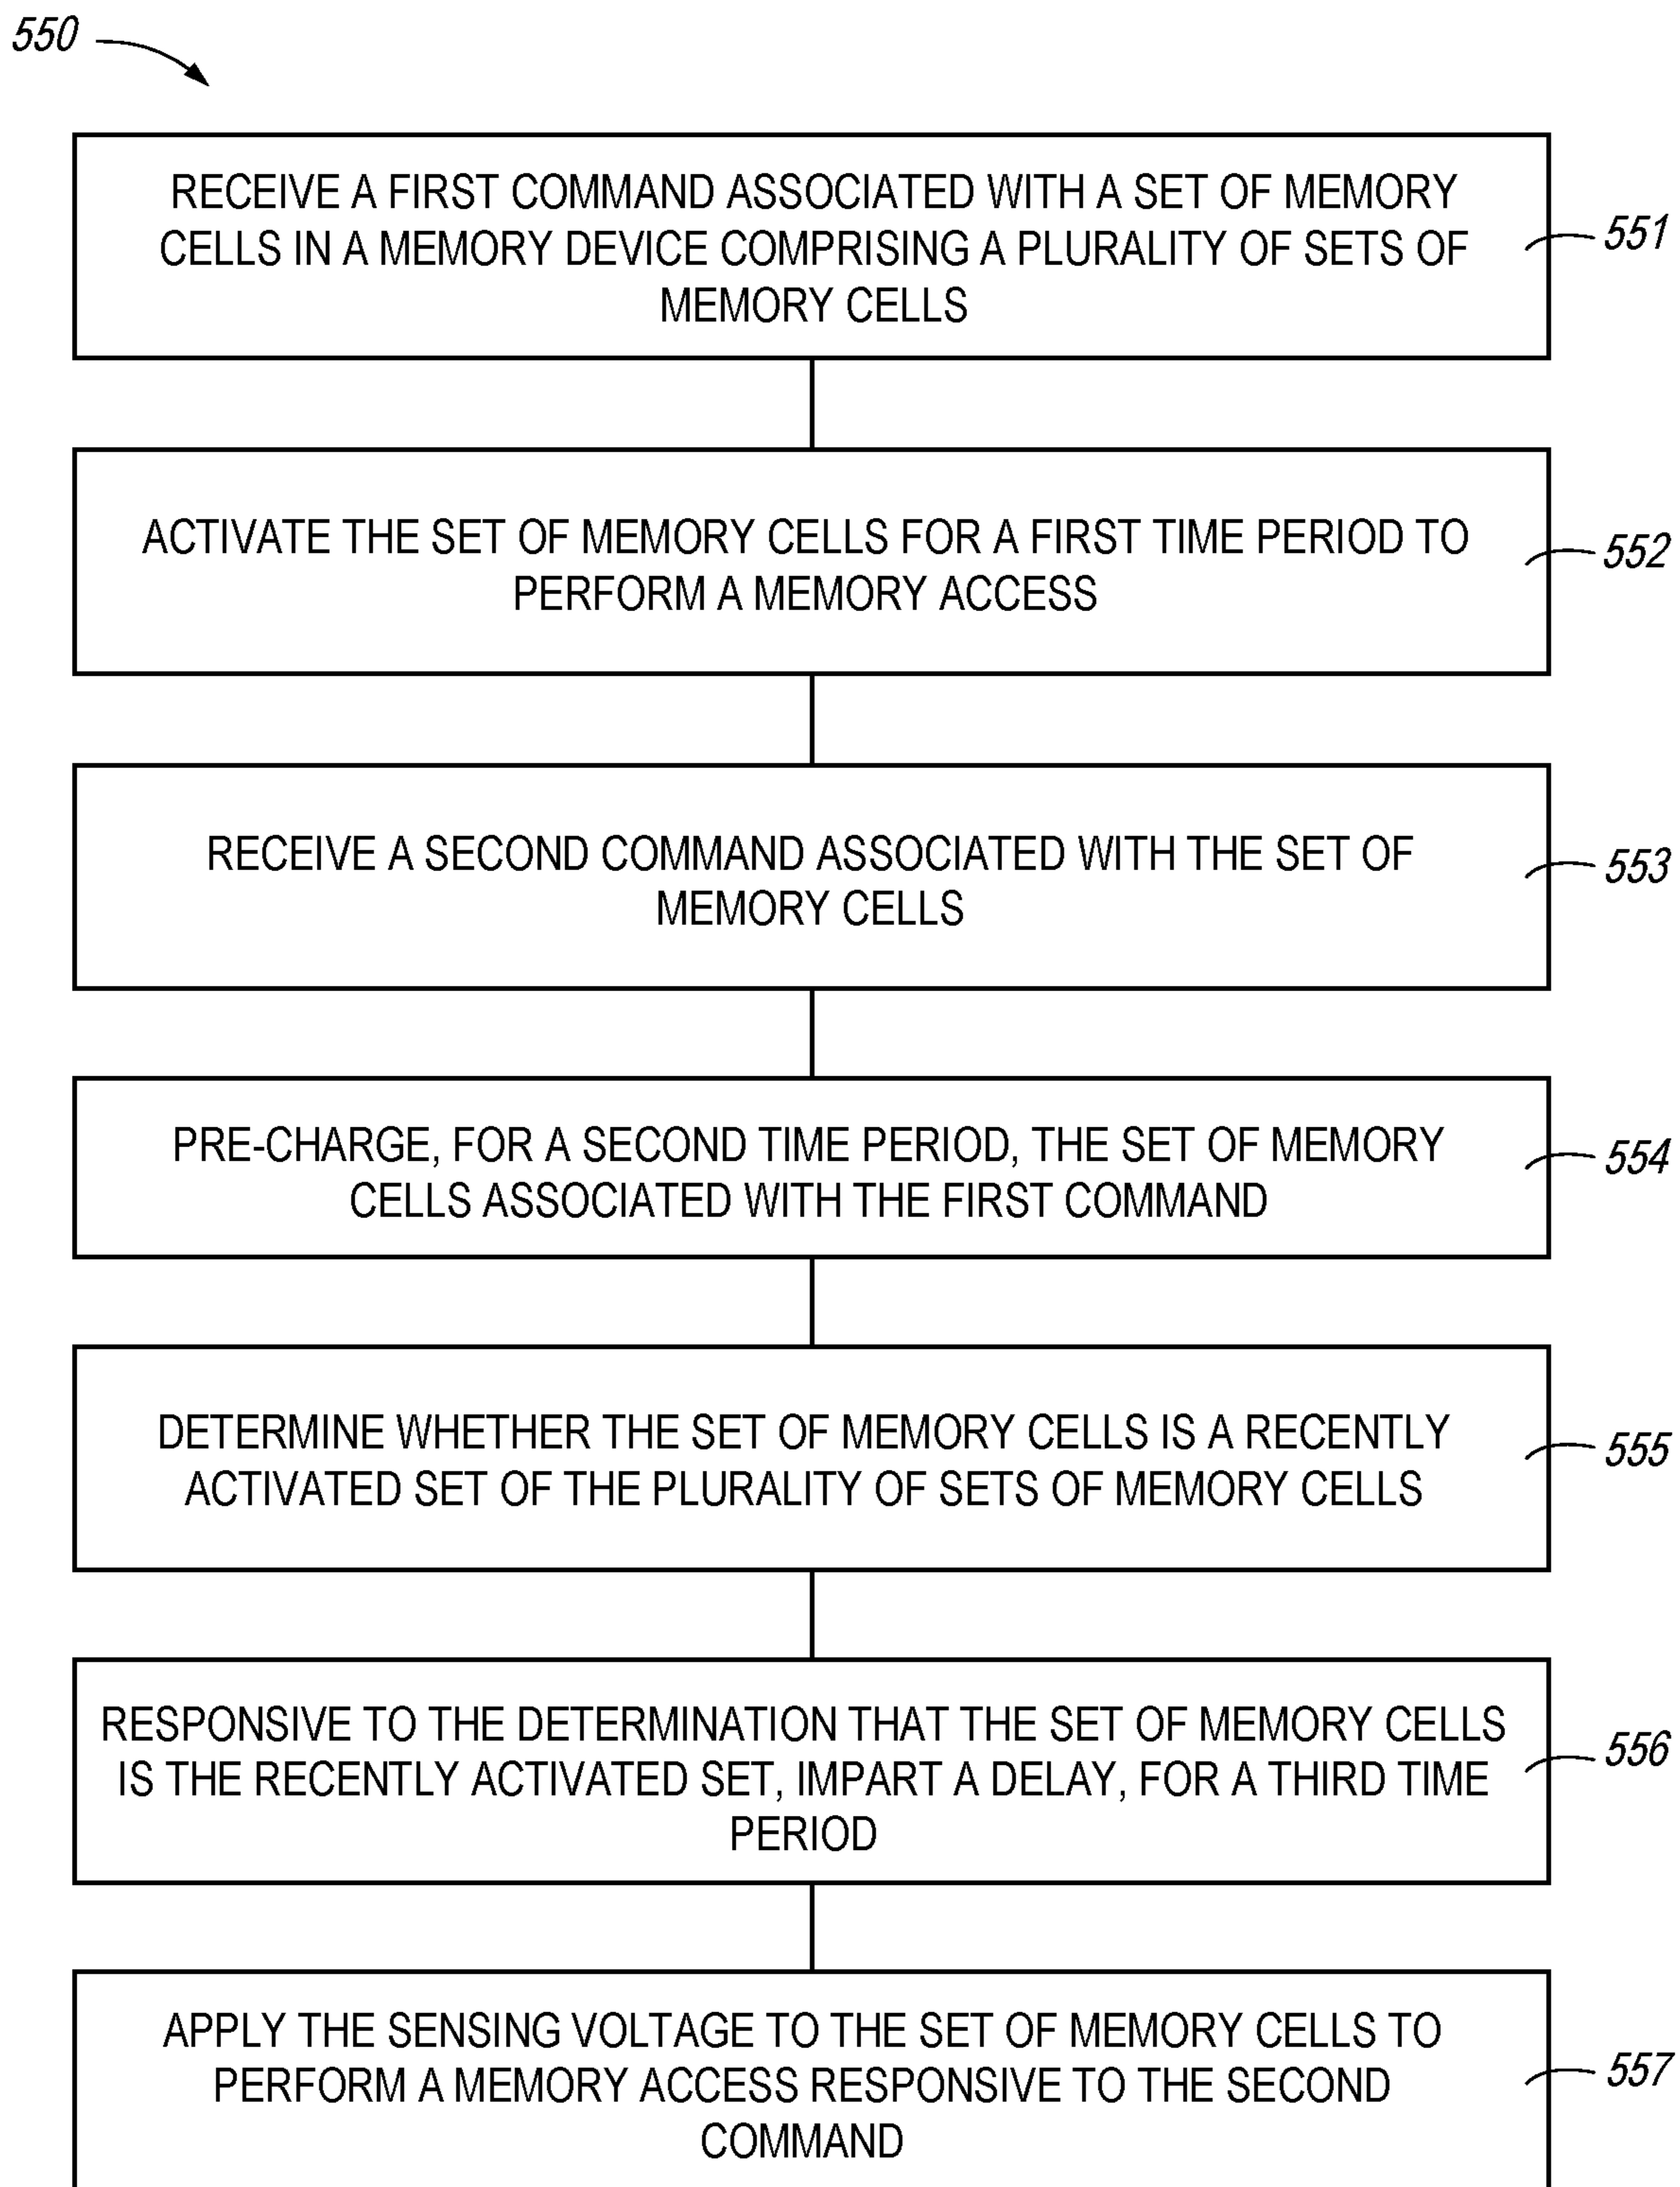 550
RECEIVE A FIRST COMMAND ASSOCIATED WITH A SET OF MEMORY
CELLS IN A MEMORY DEVICE COMPRISING A PLURALITY OF SETS OF
MEMORY CELLS
551
ACTIVATE THE SET OF MEMORY CELLS FOR A FIRST TIME PERIOD TO
PERFORM A MEMORY ACCESS
552
RECEIVE A SECOND COMMAND ASSOCIATED WITH THE SET OF
MEMORY CELLS
553
PRE-CHARGE, FOR A SECOND TIME PERIOD, THE SET OF MEMORY
CELLS ASSOCIATED WITH THE FIRST COMMAND
554
DETERMINE WHETHER THE SET OF MEMORY CELLS IS A RECENTLY
ACTIVATED SET OF THE PLURALITY OF SETS OF MEMORY CELLS
555
RESPONSIVE TO THE DETERMINATION THAT THE SET OF MEMORY CELLS
IS THE RECENTLY ACTIVATED SET, IMPART A DELAY, FOR A THIRD TIME
PERIOD
556
APPLY THE SENSING VOLTAGE TO THE SET OF MEMORY CELLS TO
PERFORM A MEMORY ACCESS RESPONSIVE TO THE SECOND
COMMAND
557